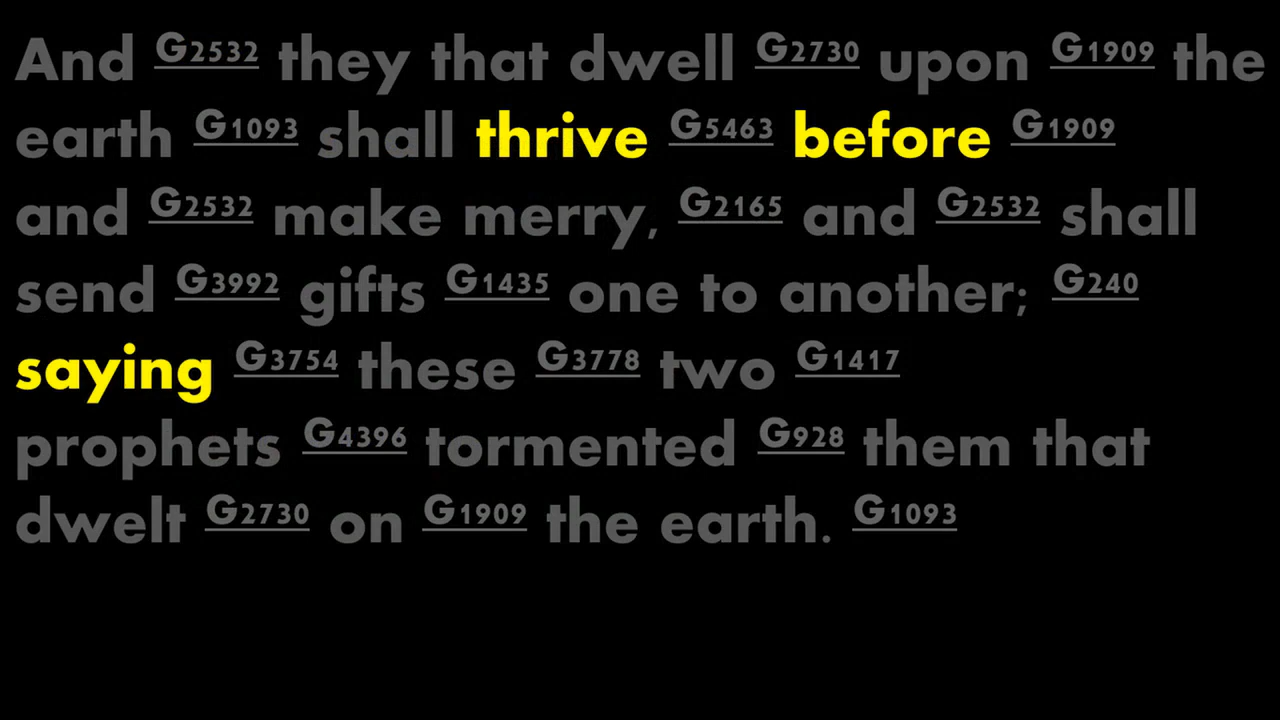 And G2532 they that dwell G2730 upon G1909 the
earth G1093 shall thrive G5463 before G1909
and G2532 make merry, G2165 and G2532 shall
send G3992 gifts G1435 one to another; G240
saying G3754 these G3778 two G1417
prophets G4396 tormented G928 them that
dwelt G2730 on G1909 the earth. G1093